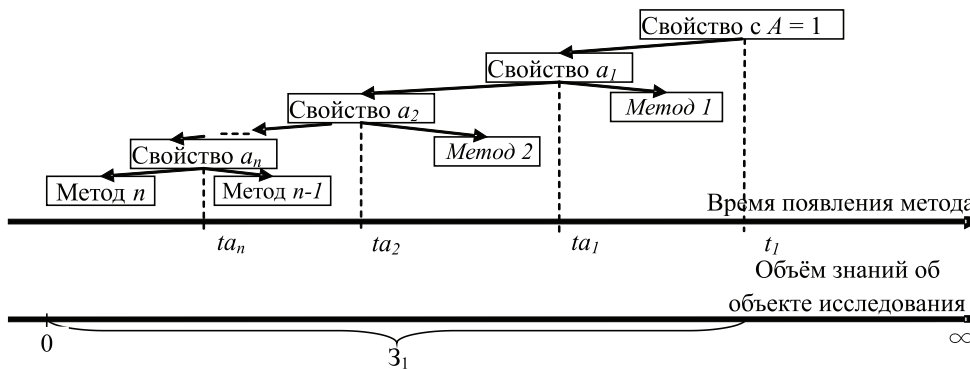 Свойство с A = 1
Свойство a1
Метод 1
Свойство a2
Метод 2
Свойство an
Метод n
Метод n-1
Время появления метода
tan
ta2
ta1
t1
Объём знаний об
объекте исследования
0
З1
∞